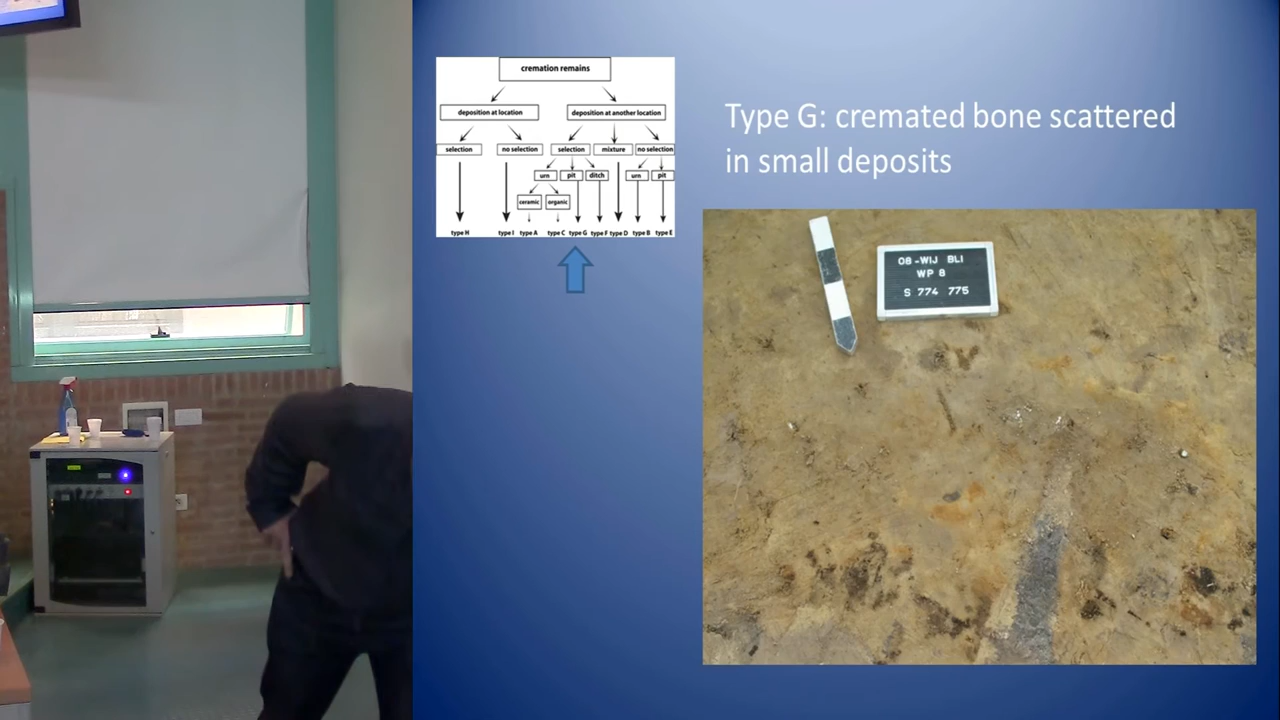 cremation remains
deposition at location
deposition at another location
selection
no selection
selection
mixture
no selection
urn
pit
ditch
urn
pit
ceramic
organic
type H
type I
type A
type C
type G
type F
type D
type B
type E
Type G: cremated bone scattered
in small deposits
08-WIJ BLI
WP 8
S 774 775